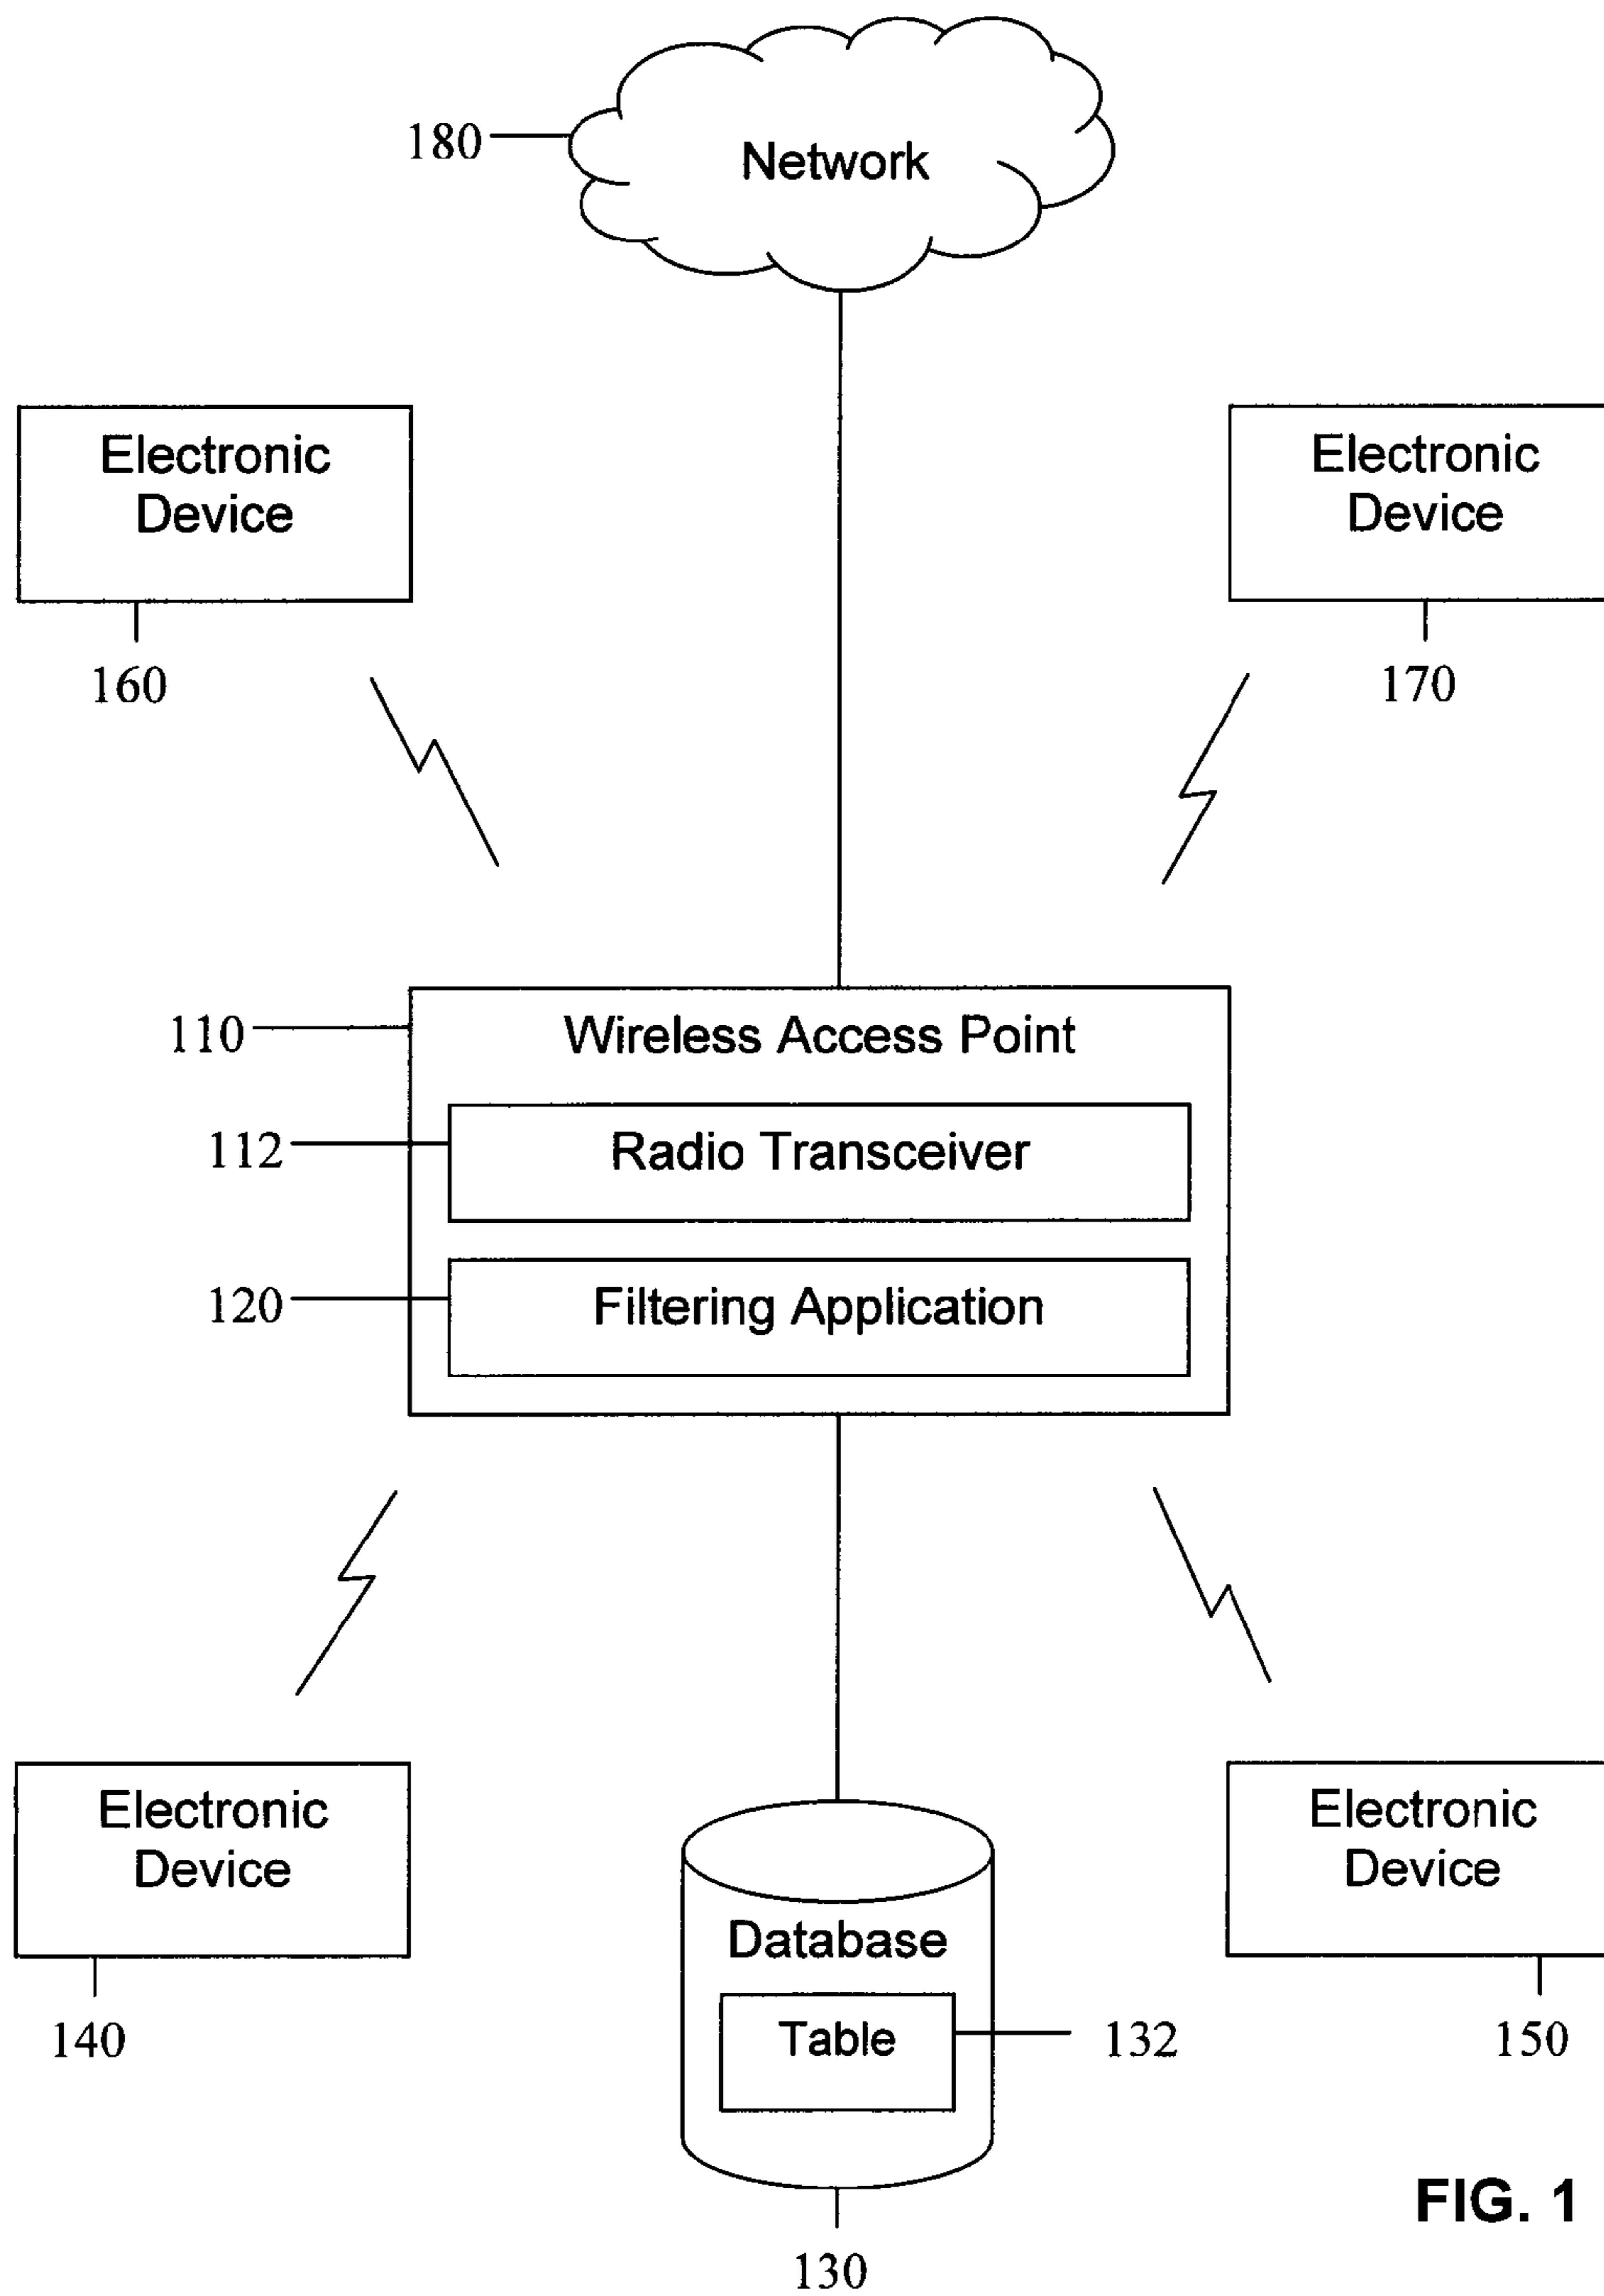 180
Network
Electronic
Device
160
Electronic
Device
170
110
Wireless Access Point
112
Radio Transceiver
120
Filtering Application
Electronic
Device
140
Database
Table
132
130
Electronic
Device
150
FIG. 1